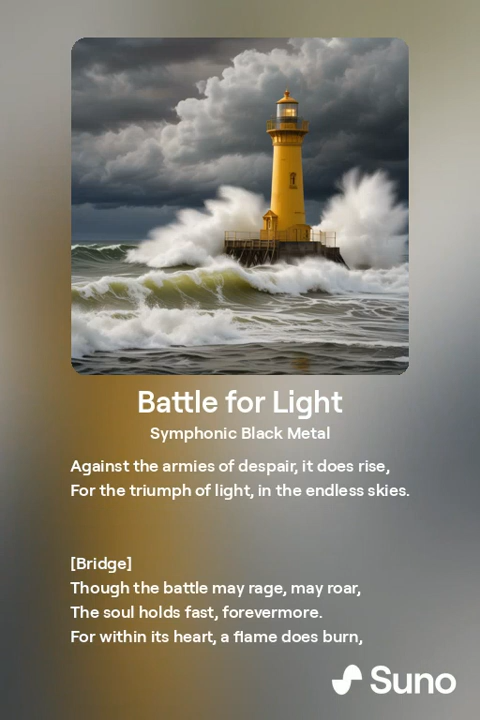 Battle for Light
Symphonic Black Metal
Against the armies of despair, it does rise,
For the triumph of light, in the endless skies.
[Bridge]
Though the battle may rage, may roar,
The soul holds fast, forevermore.
For within its heart, a flame does burn,
Suno